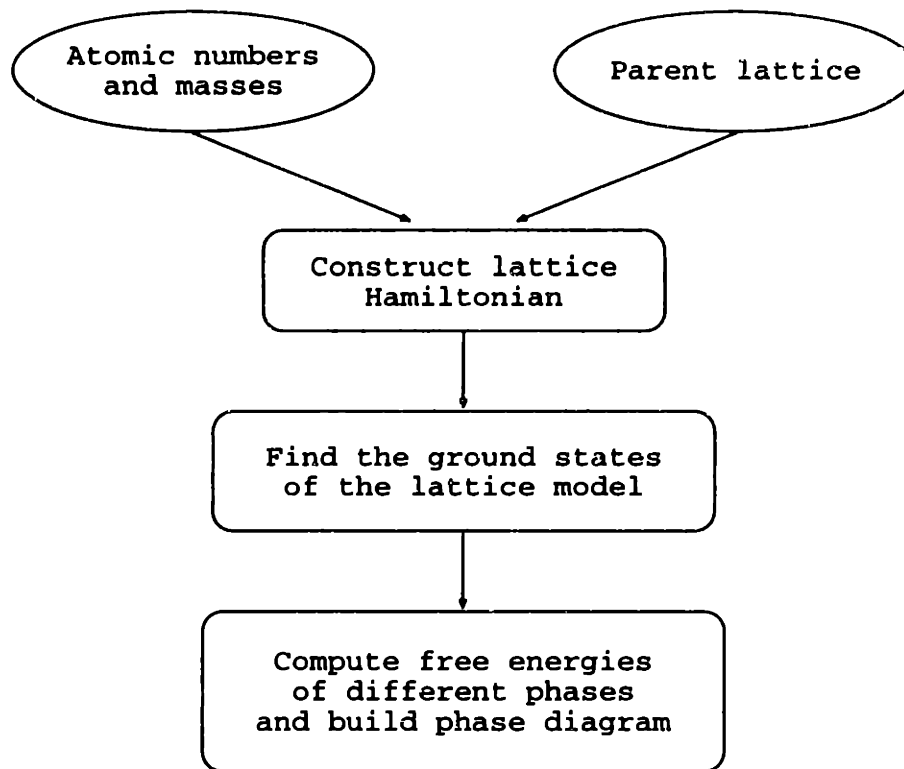 Atomic numbers
and masses
Parent lattice
Construct lattice
Hamiltonian
Find the ground states
of the lattice model
Compute free energies
of different phases
and build phase diagram